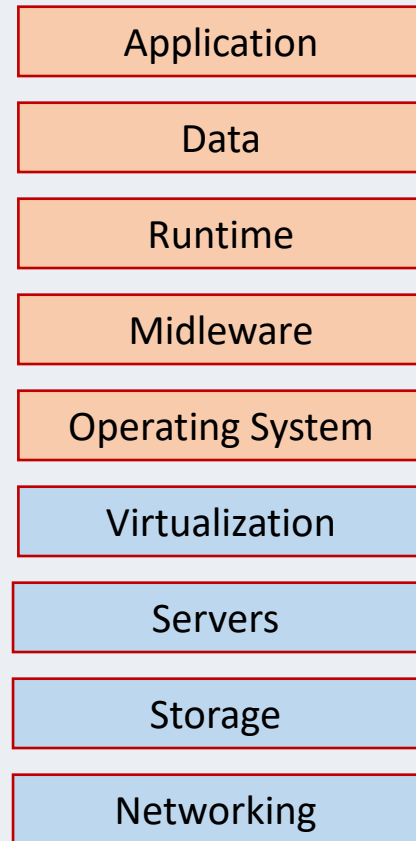 Application
Data
Runtime
Midleware
Operating System
Virtualization
Servers
Storage
Networking